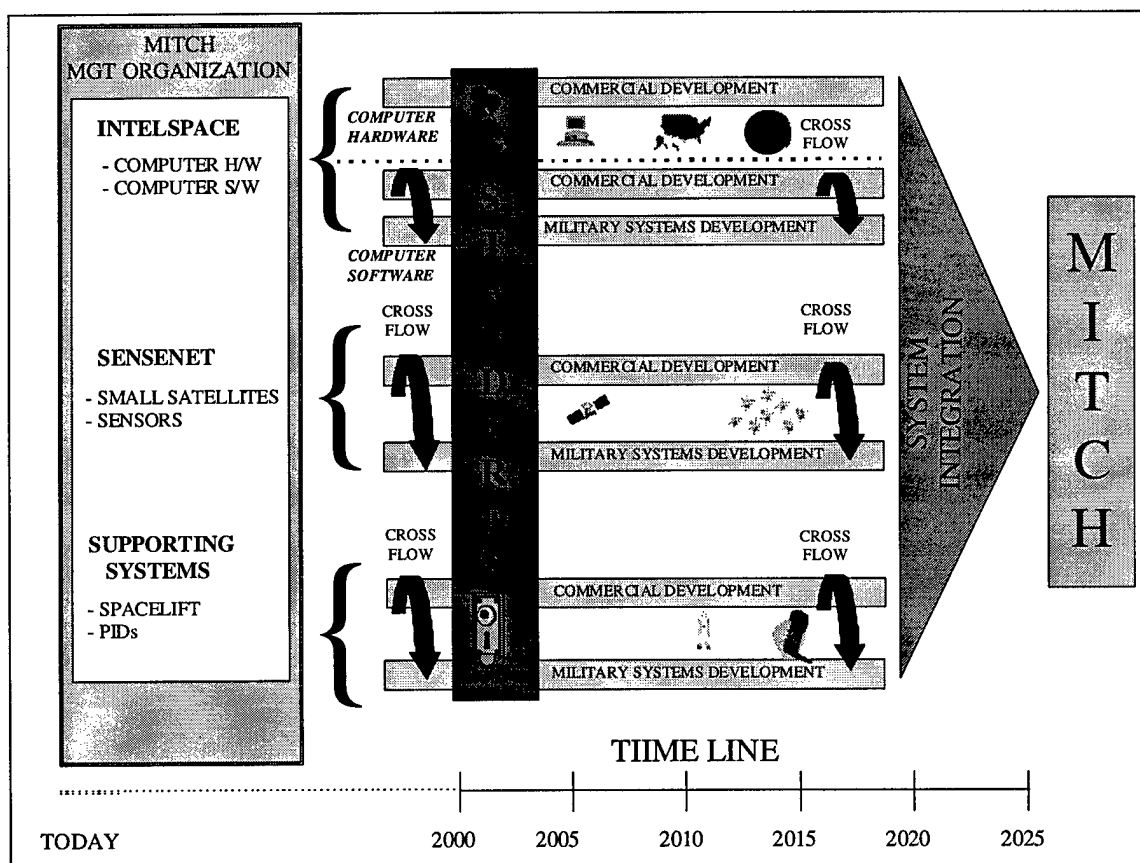 MITCH
MGT ORGANIZATION
INTELSPACE
- COMPUTER H/W
- COMPUTER S/W
SENSENET
- SMALL SATELLITES
- SENSORS
SUPPORTING
SYSTEMS
- SPACELIFT
- PIDs
COMPUTER
HARDWARE
COMPUTER
SOFTWARE
COMMERCIAL DEVELOPMENT
CROSS
FLOW
COMMERCIAL DEVELOPMENT
MILITARY SYSTEMS DEVELOPMENT
CROSS
FLOW
CROSS
FLOW
COMMERCIAL DEVELOPMENT
MILITARY SYSTEMS DEVELOPMENT
CROSS
FLOW
CROSS
FLOW
COMMERCIAL DEVELOPMENT
MILITARY SYSTEMS DEVELOPMENT
SYSTEM
INTEGRATION
MITCH
TIIME LINE
TODAY 2000 2005 2010 2015 2020 2025